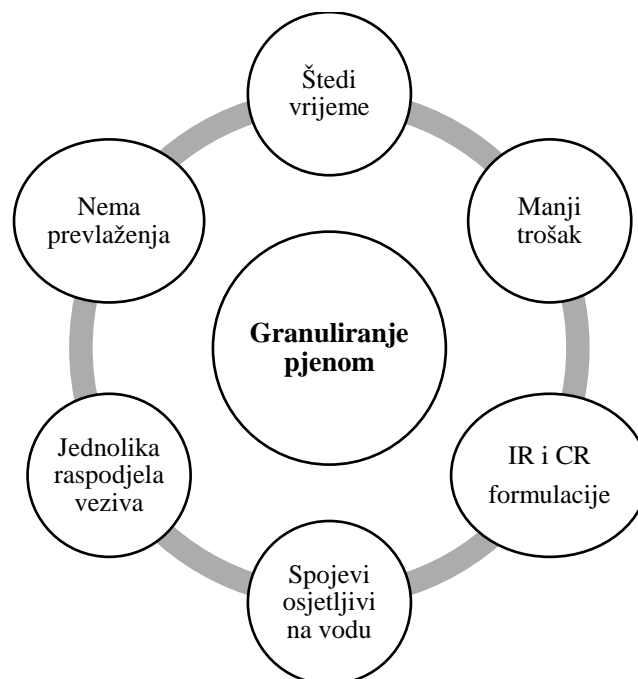 Štedi
vrijeme
Manji
trošak
IR i CR
formulacije
Spojevi
osjetljivi
na vodu
Jednolika
raspodjela
veziva
Nema
prevlaženja
Granuliranje
pjenom